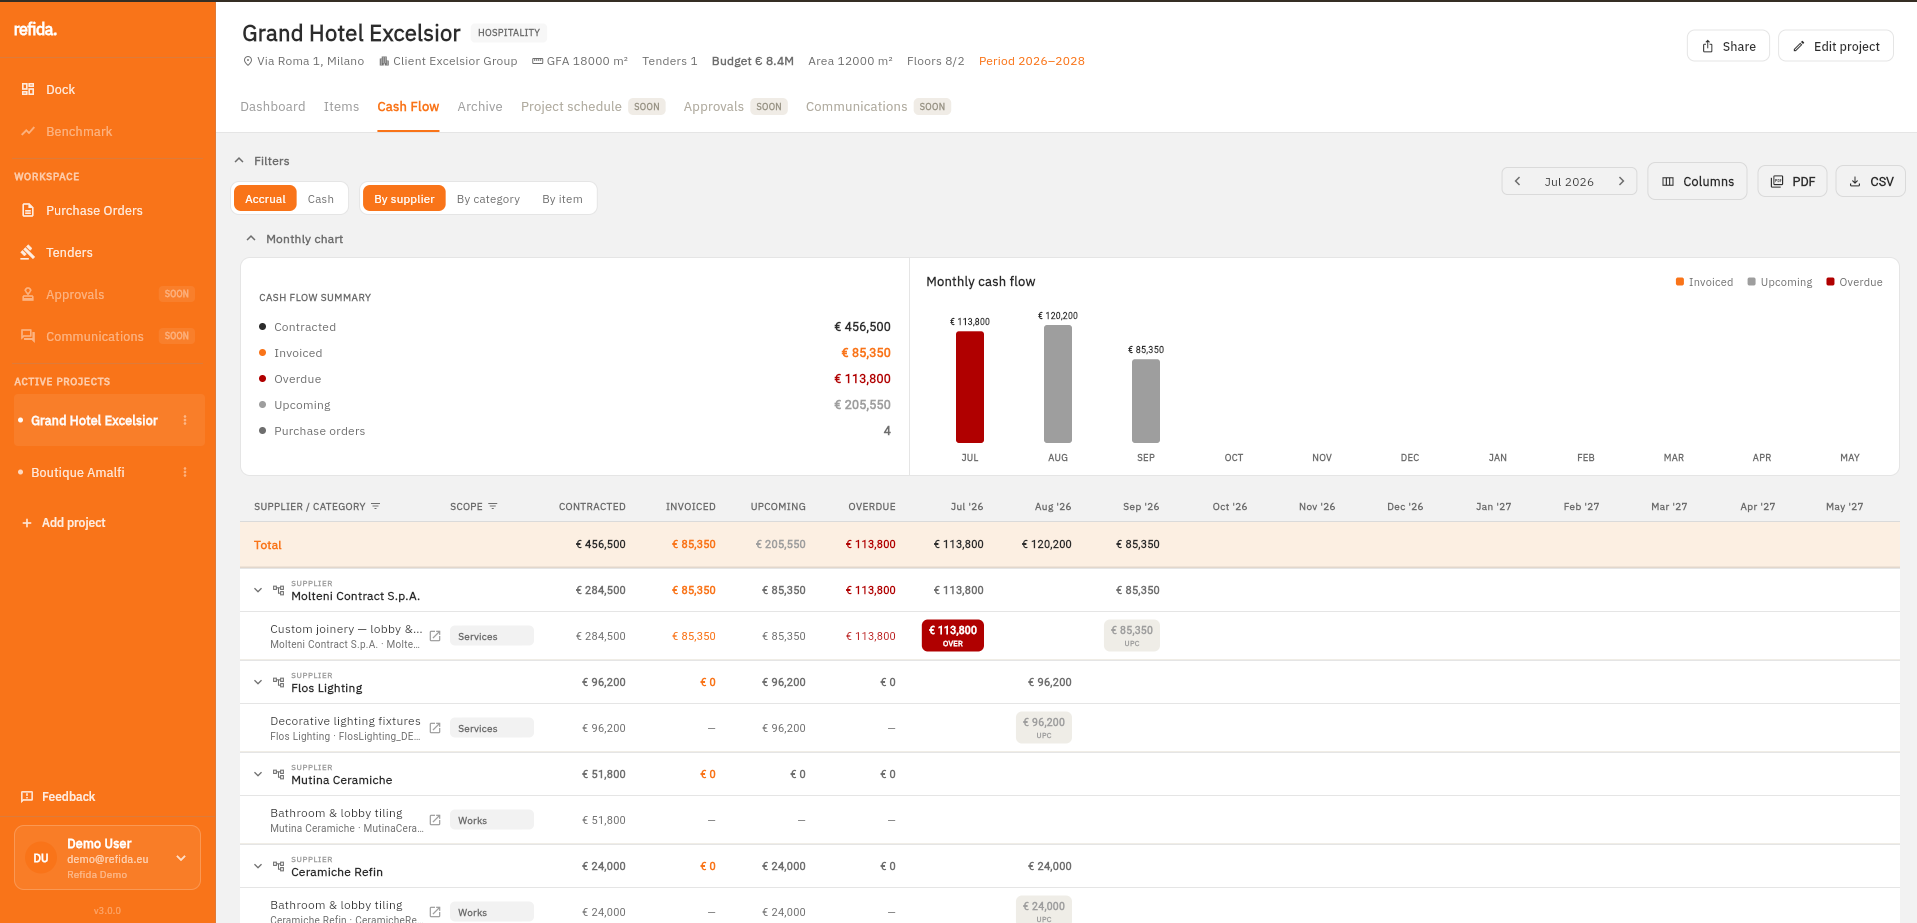 refida.
Dock
Benchmark
WORKSPACE
Purchase Orders
Tenders
Approvals SOON
Communications SOON
ACTIVE PROJECTS
Grand Hotel Excelsior
Boutique Amalfi
+ Add project
Feedback
DU
Demo User
demo@refida.eu
Refida Demo
v3.0.0
Grand Hotel Excelsior HOSPITALITY
Via Roma 1, Milano Client Excelsior Group GFA 18000 m² Tenders 1 Budget € 8.4M Area 12000 m² Floors 8/2 Period 2026–2028
Share Edit project
Dashboard Items Cash Flow Archive Project schedule SOON Approvals SOON Communications SOON
Filters
Accrual Cash By supplier By category By item
Jul 2026 Columns PDF CSV
Monthly chart
CASH FLOW SUMMARY
Contracted € 456,500
Invoiced € 85,350
Overdue € 113,800
Upcoming € 205,550
Purchase orders 4
Monthly cash flow
Invoiced Upcoming Overdue
€ 113,800 € 120,200 € 85,350
JUL AUG SEP OCT NOV DEC JAN FEB MAR APR MAY
SUPPLIER / CATEGORY SCOPE CONTRACTED INVOICED UPCOMING OVERDUE Jul '26 Aug '26 Sep '26 Oct '26 Nov '26 Dec '26 Jan '27 Feb '27 Mar '27 Apr '27 May '27
Total € 456,500 € 85,350 € 205,550 € 113,800 € 113,800 € 120,200 € 85,350
SUPPLIER
Molteni Contract S.p.A. € 284,500 € 85,350 € 85,350 € 113,800 € 113,800 € 85,350
Custom joinery — lobby &... Services € 284,500 € 85,350 € 85,350 € 113,800 € 113,800 OVER € 85,350 UPC
Molteni Contract S.p.A. · Molte...
SUPPLIER
Flos Lighting € 96,200 € 0 € 96,200 € 0 € 96,200
Decorative lighting fixtures Services € 96,200 — € 96,200 — € 96,200 UPC
Flos Lighting · FlosLighting_DE...
SUPPLIER
Mutina Ceramiche € 51,800 € 0 € 0 € 0
Bathroom & lobby tiling Works € 51,800 — — —
Mutina Ceramiche · MutinaCera...
SUPPLIER
Ceramiche Refin € 24,000 € 0 € 24,000 € 0 € 24,000
Bathroom & lobby tiling Works € 24,000 — € 24,000 — € 24,000 UPC
Ceramiche Refin · CeramicheRe...